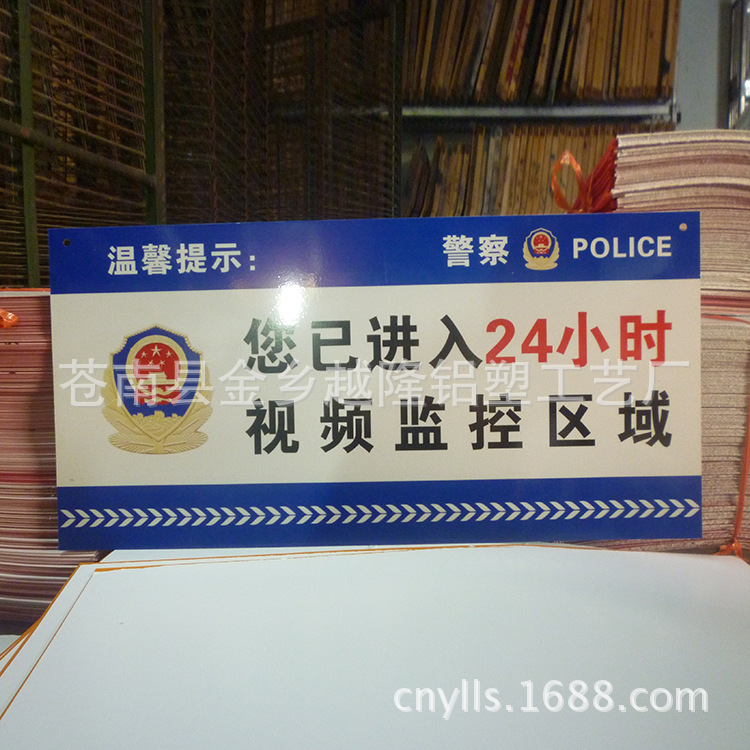 温馨提示：
警察 POLICE
您已进入24小时
苍南县金乡越隆铝塑工艺厂
视频监控区域
cnylls.1688.com